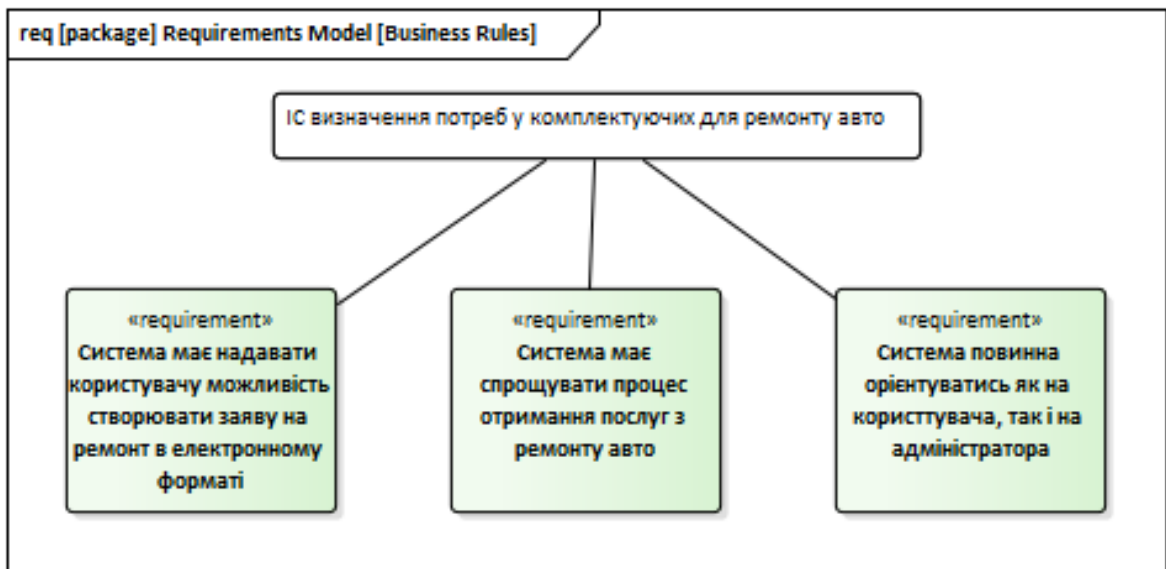 req [package] Requirements Model [Business Rules]
ІС визначення потреб у комплектуючих для ремонту авто
«requirement»
Система має надавати
користувачу можливість
створювати заяву на
ремонт в електронному
форматі
«requirement»
Система має
спрощувати процес
отримання послуг з
ремонту авто
«requirement»
Система повинна
орієнтуватись як на
користтувача, так і на
адміністратора